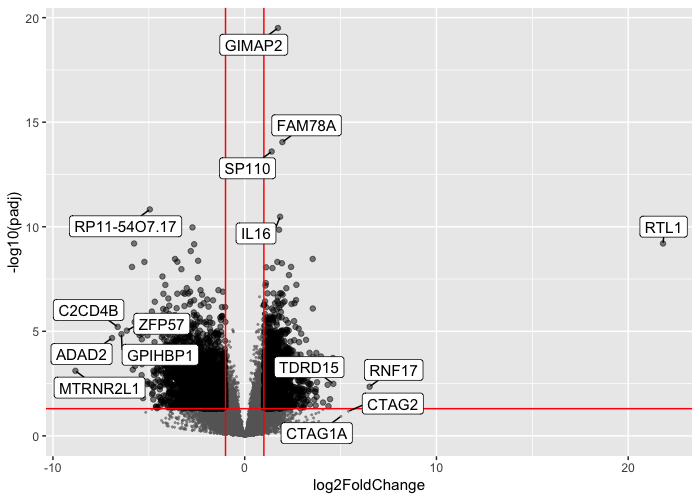 20
GIMAP2
15
FAM78A
SP110
10
RP11-54O7.17
IL16
RTL1
-log10(padj)
5
C2CD4B
ZFP57
ADAD2
GPIHBP1
TDRD15
RNF17
MTRNR2L1
CTAG2
CTAG1A
0
-10
0
10
20
log2FoldChange